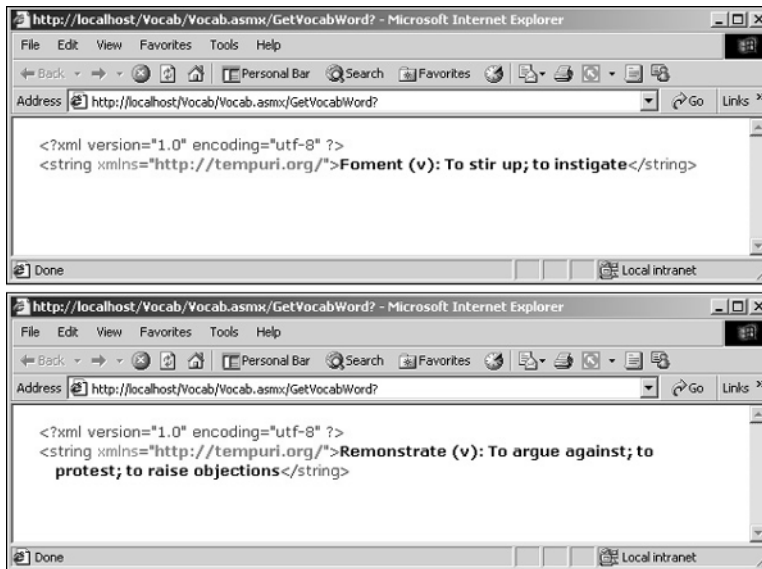 http://localhost/Vocab/Vocab.asmx/GetVocabWord? - Microsoft Internet Explorer
File Edit View Favorites Tools Help
Back Personal Bar Search Favorites
Address http://localhost/Vocab/Vocab.asmx/GetVocabWord? Go Links »
<?xml version="1.0" encoding="utf-8" ?>
<string xmlns="http://tempuri.org/">Foment (v): To stir up; to instigate</string>
Done Local intranet
http://localhost/Vocab/Vocab.asmx/GetVocabWord? - Microsoft Internet Explorer
File Edit View Favorites Tools Help
Back Personal Bar Search Favorites
Address http://localhost/Vocab/Vocab.asmx/GetVocabWord? Go Links »
<?xml version="1.0" encoding="utf-8" ?>
<string xmlns="http://tempuri.org/">Remonstrate (v): To argue against; to
protest; to raise objections</string>
Done Local intranet